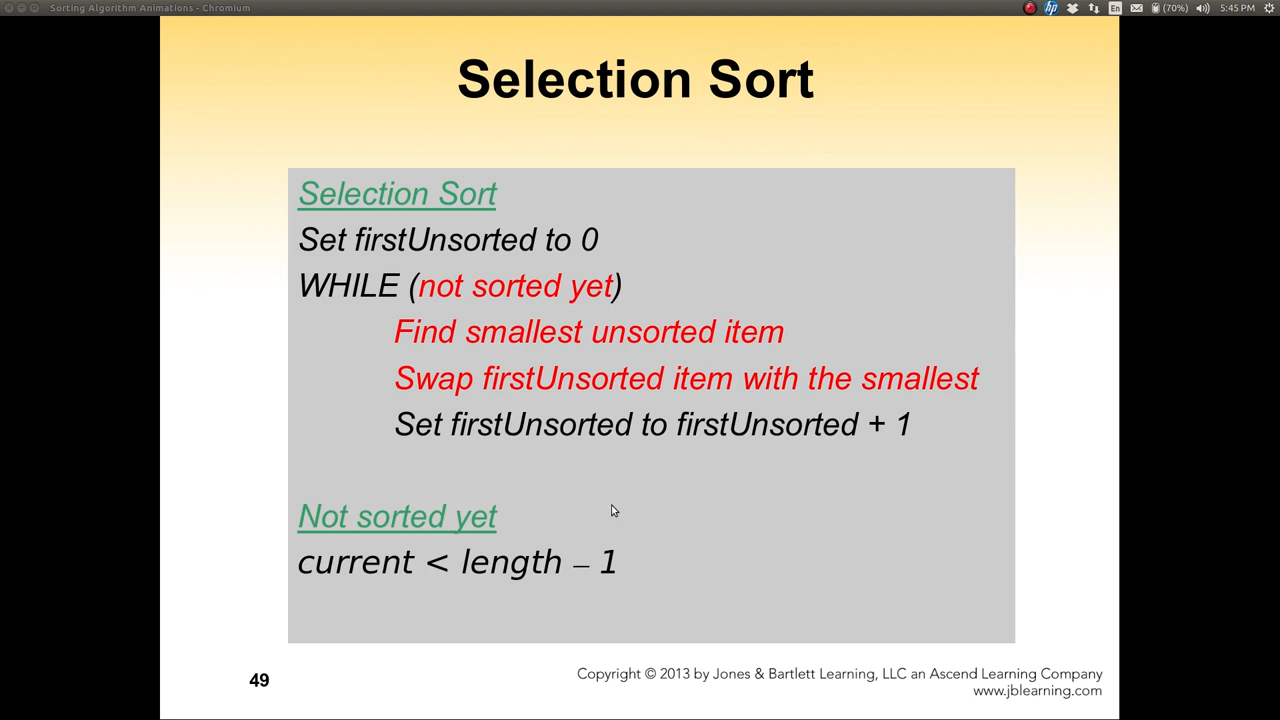 Sorting Algorithm Animations - Chromium
En (70%) 5:45 PM
Selection Sort
Selection Sort
Set firstUnsorted to 0
WHILE (not sorted yet)
Find smallest unsorted item
Swap firstUnsorted item with the smallest
Set firstUnsorted to firstUnsorted + 1
Not sorted yet
current < length – 1
49
Copyright © 2013 by Jones & Bartlett Learning, LLC an Ascend Learning Company
www.jblearning.com